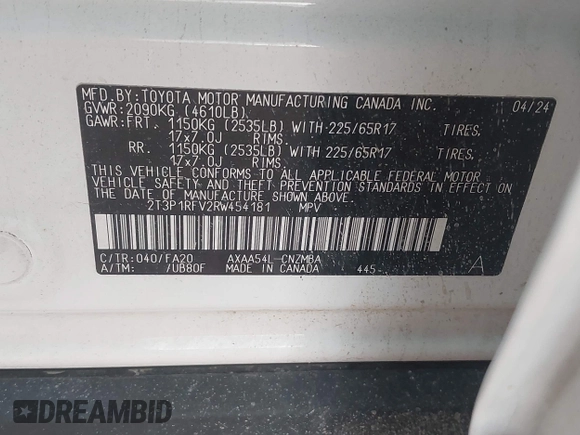 MFD. BY: TOYOTA MOTOR MANUFACTURING CANADA INC. 04/24
GVWR: 2090KG (4610LB)
GAWR: FRT. 1150KG (2535LB) WITH 225/65R17 TIRES.
17x7.0J RIMS.
RR. 1150KG (2535LB) WITH 225/65R17 TIRES.
17x7.0J RIMS.
THIS VEHICLE CONFORMS TO ALL APPLICABLE FEDERAL MOTOR
VEHICLE SAFETY AND THEFT PREVENTION STANDARDS IN EFFECT ON
THE DATE OF MANUFACTURE SHOWN ABOVE.
2T3P1RFV2RW454181 MPV
C/TR: 040/FA20 AXAA54L-CNZMBA 445 A
A/TM: /UB80F MADE IN CANADA
DREAMBID